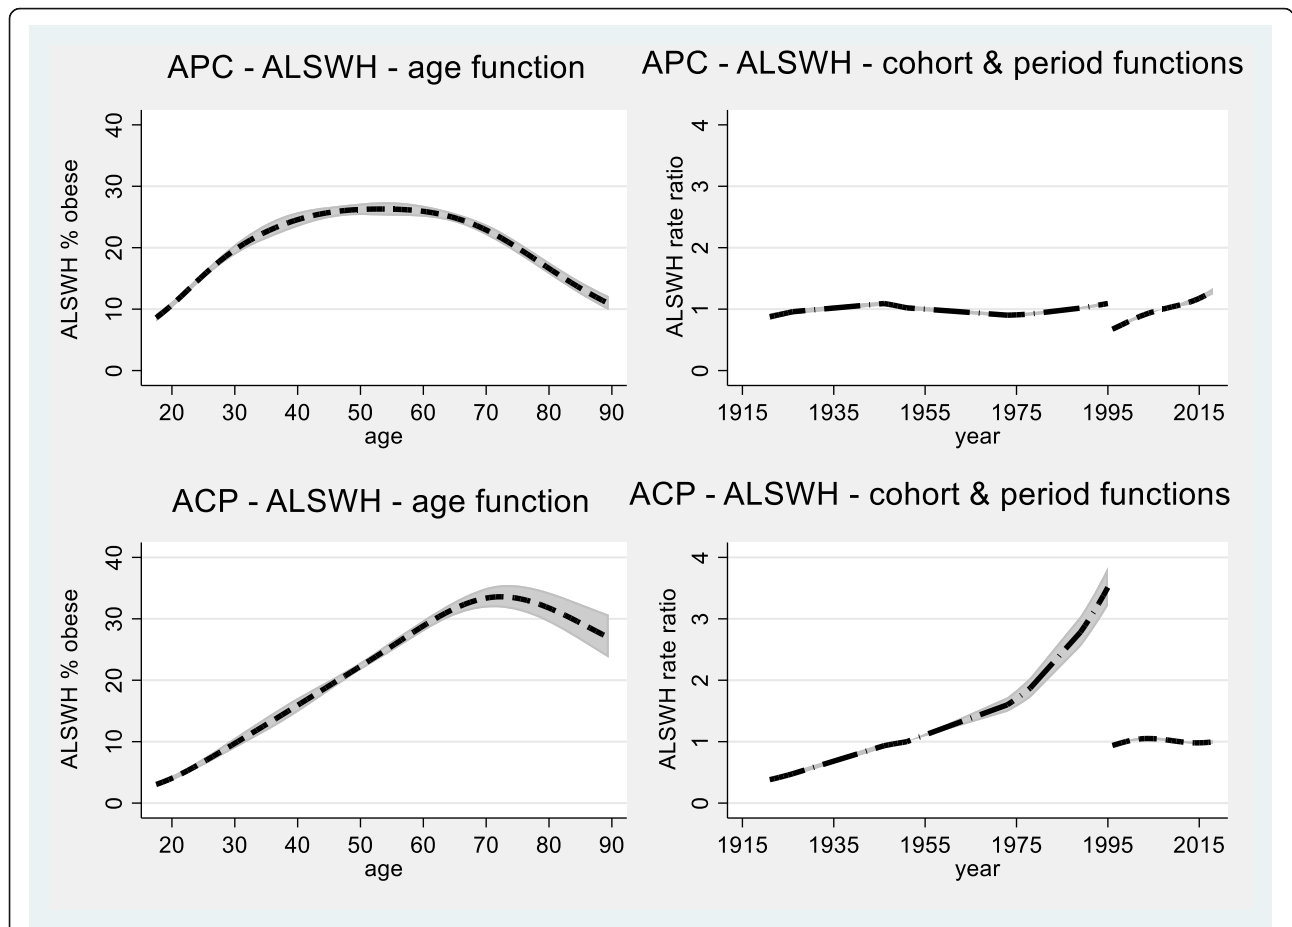 APC - ALSWH - age function
ALSWH % obese
40
30
20
10
0
20 30 40 50 60 70 80 90
age
APC - ALSWH - cohort & period functions
ALSWH rate ratio
4
3
2
1
0
1915 1935 1955 1975 1995 2015
year
ACP - ALSWH - age function
ALSWH % obese
40
30
20
10
0
20 30 40 50 60 70 80 90
age
ACP - ALSWH - cohort & period functions
ALSWH rate ratio
4
3
2
1
0
1915 1935 1955 1975 1995 2015
year